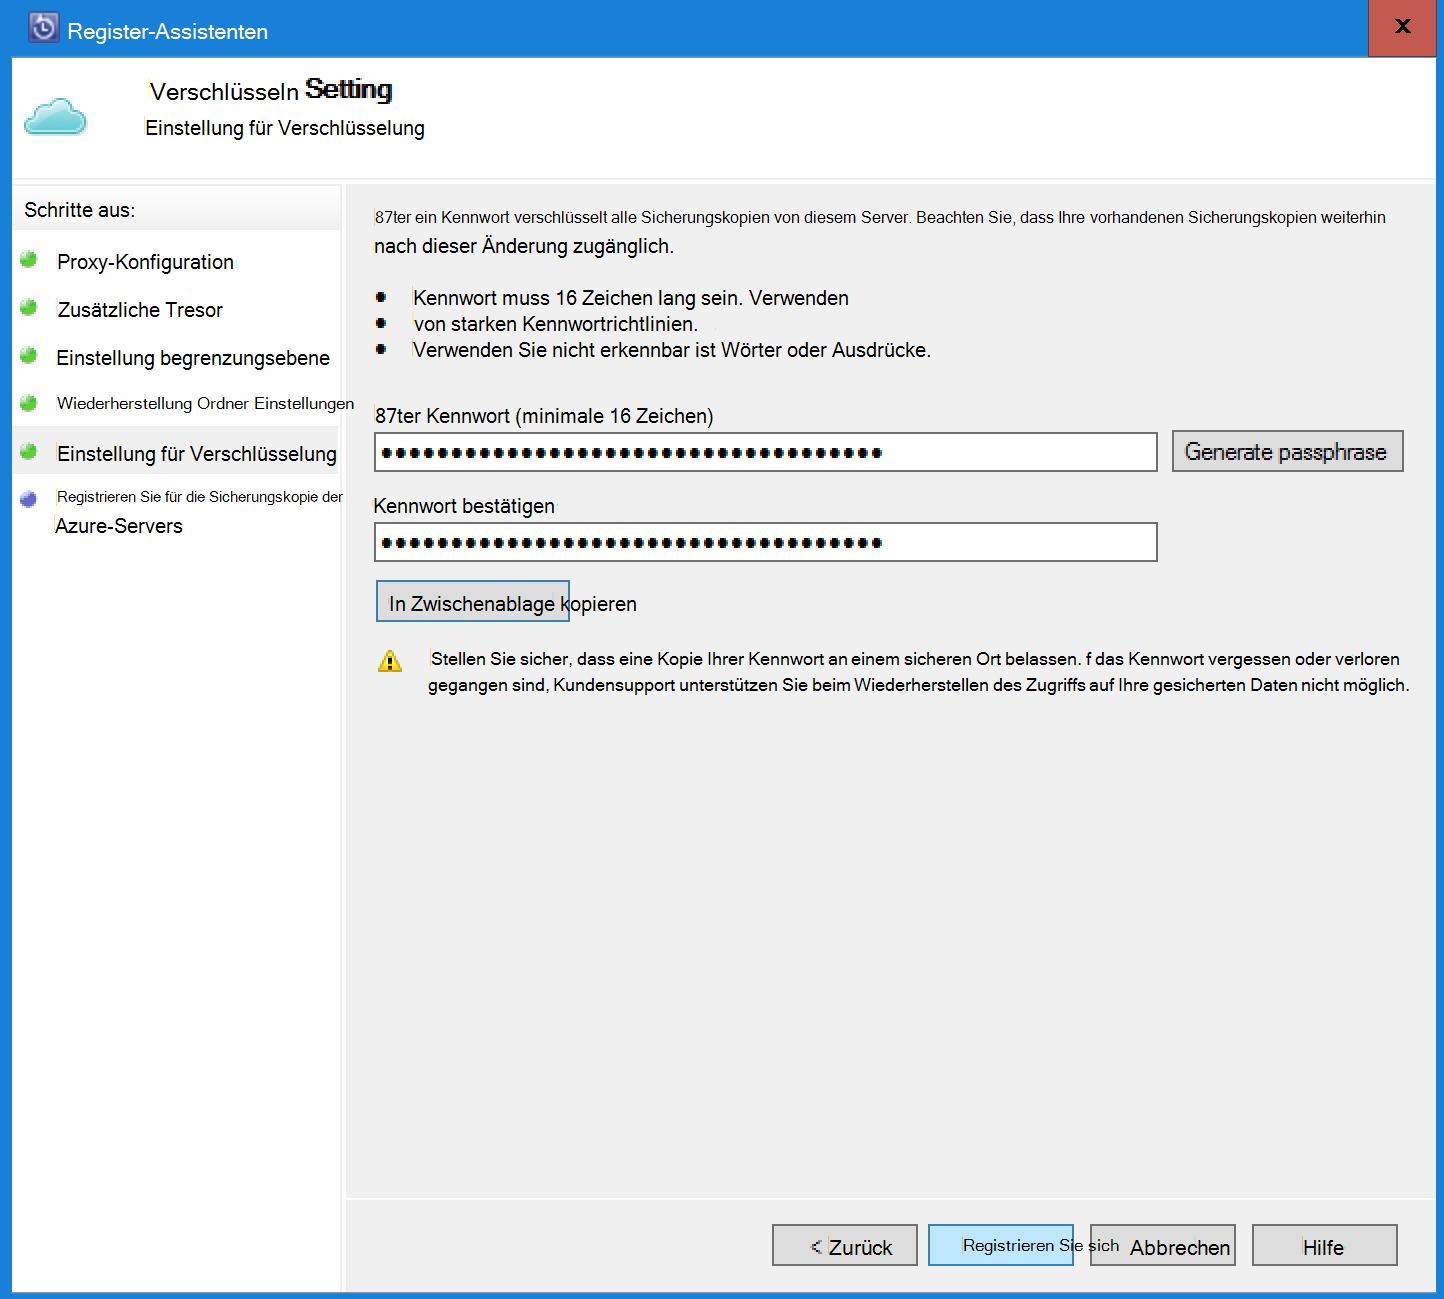 Register-Assistenten
x
Verschlüsseln Setting
Einstellung für Verschlüsselung
Schritte aus:
Proxy-Konfiguration
Zusätzliche Tresor
Einstellung begrenzungsebene
Wiederherstellung Ordner Einstellungen
Einstellung für Verschlüsselung
Registrieren Sie für die Sicherungskopie der
Azure-Servers
87ter ein Kennwort verschlüsselt alle Sicherungskopien von diesem Server. Beachten Sie, dass Ihre vorhandenen Sicherungskopien weiterhin
nach dieser Änderung zugänglich.
• Kennwort muss 16 Zeichen lang sein. Verwenden
• von starken Kennwortrichtlinien.
• Verwenden Sie nicht erkennbar ist Wörter oder Ausdrücke.
87ter Kennwort (minimale 16 Zeichen)
Generate passphrase
Kennwort bestätigen
In Zwischenablage kopieren
Stellen Sie sicher, dass eine Kopie Ihrer Kennwort an einem sicheren Ort belassen. f das Kennwort vergessen oder verloren
gegangen sind, Kundensupport unterstützen Sie beim Wiederherstellen des Zugriffs auf Ihre gesicherten Daten nicht möglich.
< Zurück
Registrieren Sie sich
Abbrechen
Hilfe